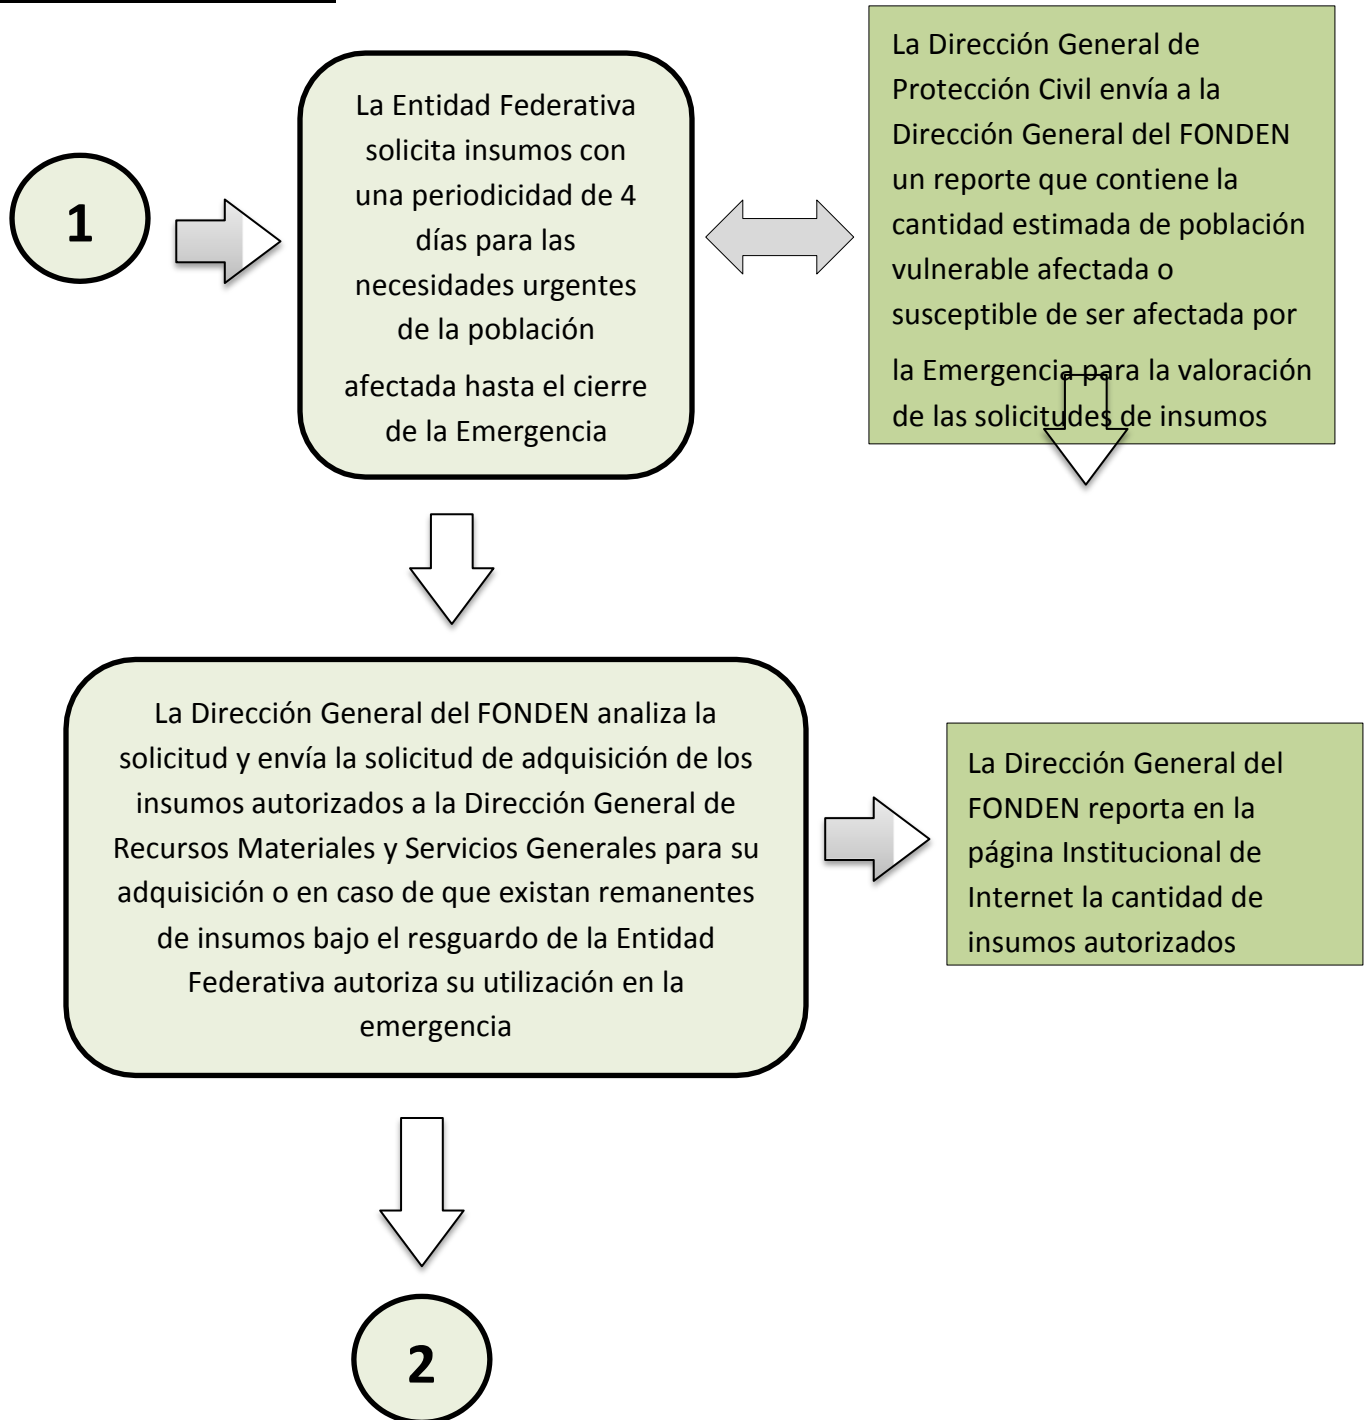 1
La Entidad Federativa
solicita insumos con
una periodicidad de 4
días para las
necesidades urgentes
de la población
afectada hasta el cierre
de la Emergencia
La Dirección General de
Protección Civil envía a la
Dirección General del FONDEN
un reporte que contiene la
cantidad estimada de población
vulnerable afectada o
susceptible de ser afectada por
la Emergencia para la valoración
de las solicitudes de insumos
La Dirección General del FONDEN analiza la
solicitud y envía la solicitud de adquisición de los
insumos autorizados a la Dirección General de
Recursos Materiales y Servicios Generales para su
adquisición o en caso de que existan remanentes
de insumos bajo el resguardo de la Entidad
Federativa autoriza su utilización en la
emergencia
La Dirección General del
FONDEN reporta en la
página Institucional de
Internet la cantidad de
insumos autorizados
2